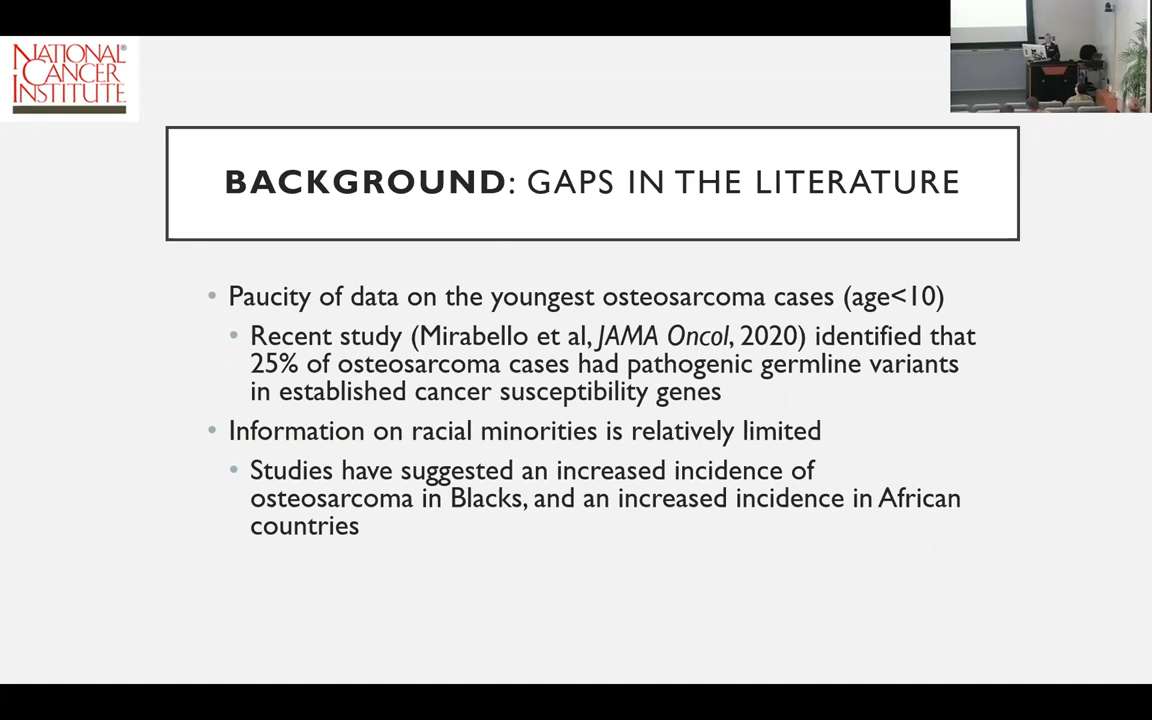 NATIONAL®
CANCER
INSTITUTE
BACKGROUND: GAPS IN THE LITERATURE
• Paucity of data on the youngest osteosarcoma cases (age<10)
• Recent study (Mirabello et al, JAMA Oncol, 2020) identified that
25% of osteosarcoma cases had pathogenic germline variants
in established cancer susceptibility genes
• Information on racial minorities is relatively limited
• Studies have suggested an increased incidence of
osteosarcoma in Blacks, and an increased incidence in African
countries